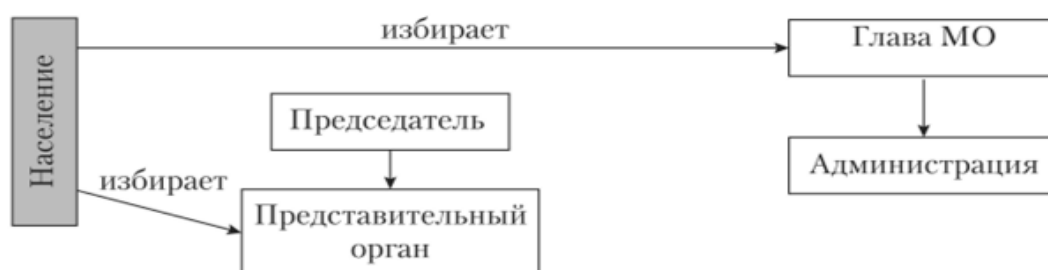 избирает
Глава МО
Население
Председатель
Администрация
избирает
Представительный
орган